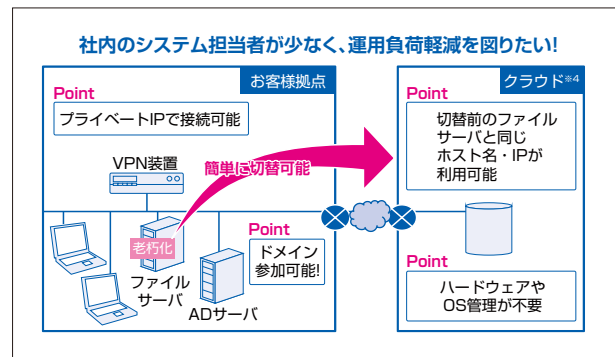 社内のシステム担当者が少なく、運用負荷軽減を図りたい!
お客様拠点
Point
プライベートIPで接続可能
VPN装置
簡単に切替可能
老朽化
ファイル
サーバ
ADサーバ
Point
ドメイン
参加可能!
クラウド※4
Point
切替前のファイル
サーバと同じ
ホスト名・IPが
利用可能
Point
ハードウェアや
OS管理が不要